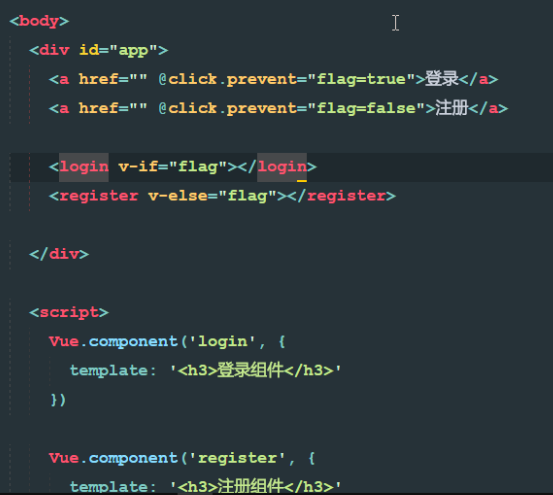 <body>
<div id="app">
<a href="" @click.prevent="flag=true">登录</a>
<a href="" @click.prevent="flag=false">注册</a>
<login v-if="flag"></login>
<register v-else="flag"></register>
</div>
<script>
Vue.component('login', {
template: '<h3>登录组件</h3>'
})
Vue.component('register', {
template: '<h3>注册组件</h3>'